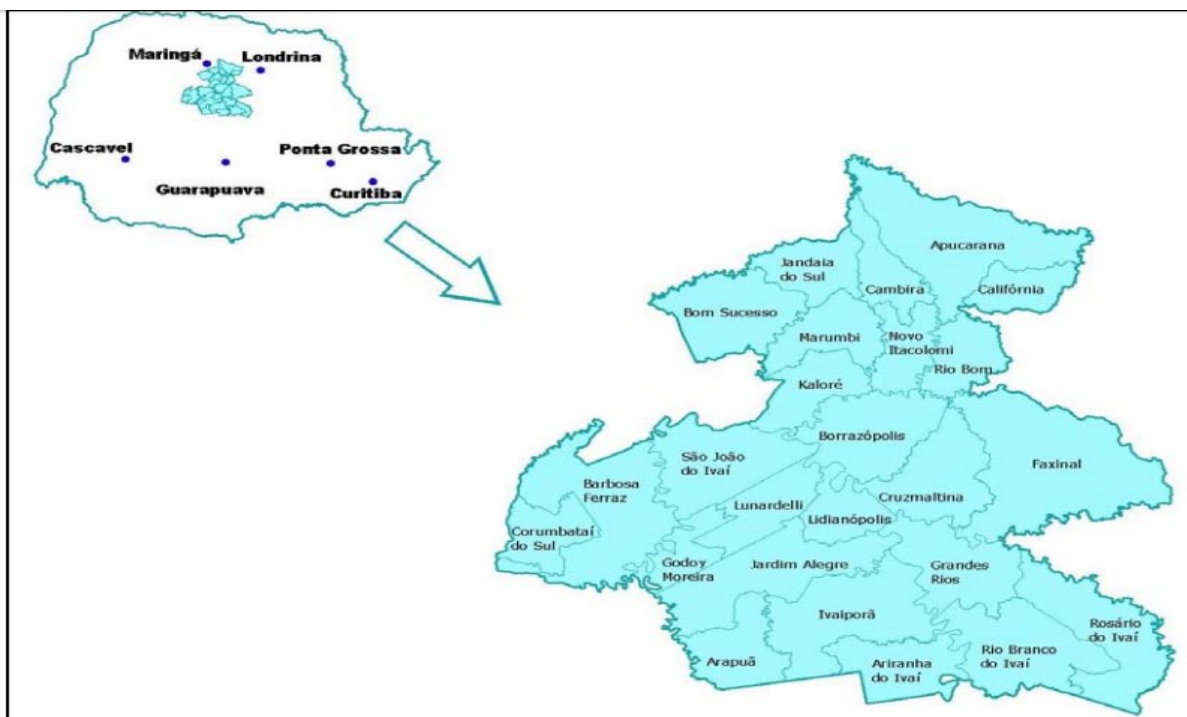 Maringá
Londrina
Cascavel
Ponta Grossa
Guarapuava
Curitiba
Apucarana
Jandaia
do Sul
Cambira
Califórnia
Bom Sucesso
Marumbi
Novo
Itacolomi
Rio Bom
Kaloré
Borrazópolis
São João
do Ivaí
Faxinal
Barbosa
Ferraz
Cruzmaltina
Lunardelli
Lidianópolis
Corumbataí
do Sul
Godoy
Moreira
Jardim Alegre
Grandes
Rios
Ivaiporã
Rosário
do Ivaí
Rio Branco
do Ivaí
Arapuã
Ariranha
do Ivaí